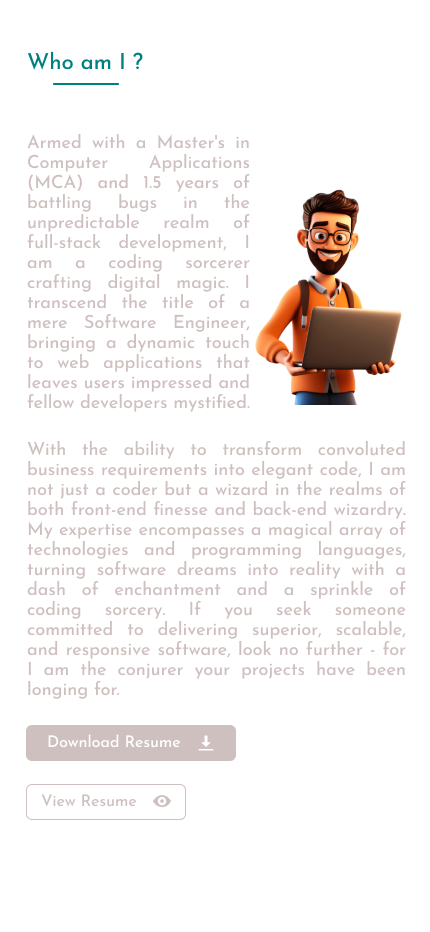 Who am I ?
Armed with a Master's in
Computer Applications
(MCA) and 1.5 years of
battling bugs in the
unpredictable realm of
full-stack development, I
am a coding sorcerer
crafting digital magic. I
transcend the title of a
mere Software Engineer,
bringing a dynamic touch
to web applications that
leaves users impressed and
fellow developers mystified.
With the ability to transform convoluted
business requirements into elegant code, I am
not just a coder but a wizard in the realms of
both front-end finesse and back-end wizardry.
My expertise encompasses a magical array of
technologies and programming languages,
turning software dreams into reality with a
dash of enchantment and a sprinkle of
coding sorcery. If you seek someone
committed to delivering superior, scalable,
and responsive software, look no further - for
I am the conjurer your projects have been
longing for.
Download Resume
View Resume